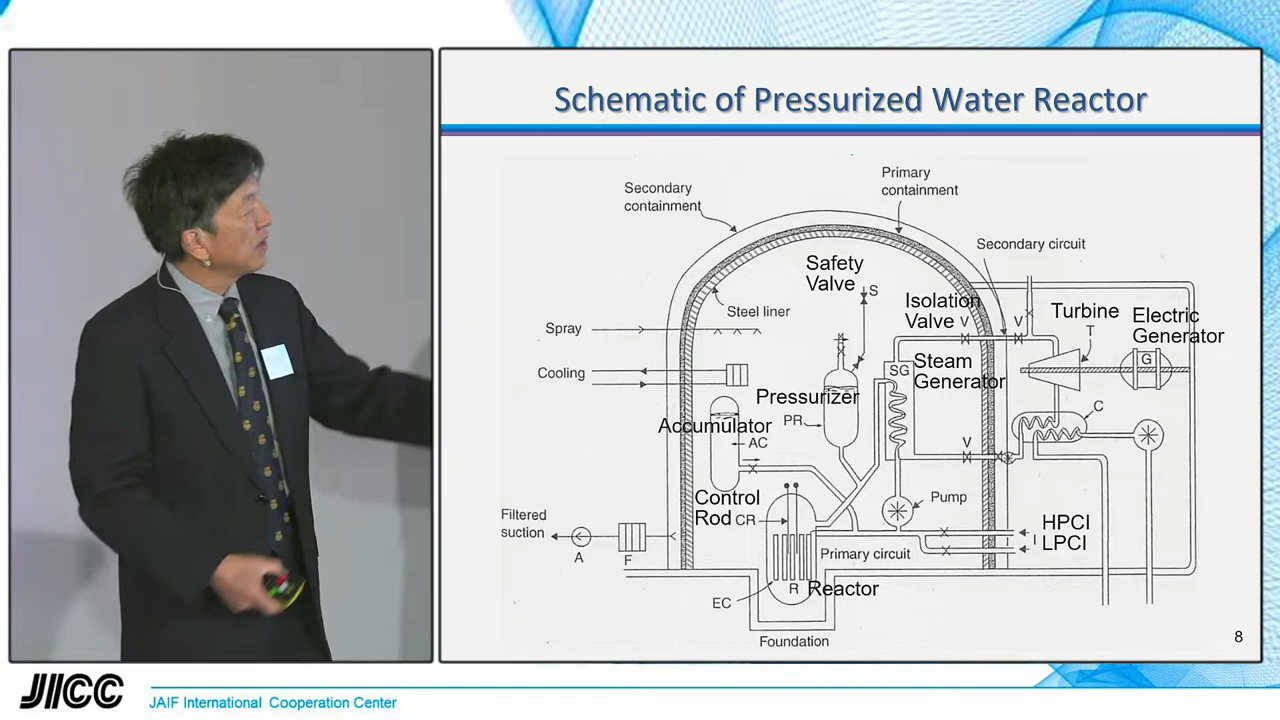 Schematic of Pressurized Water Reactor
Secondary
containment
Primary
containment
Secondary circuit
Safety
Valve
S
Steel liner
Isolation
Valve
V
V
Turbine
T
Electric
Generator
G
Spray
Cooling
SG
Steam
Generator
Pressurizer
PR
Accumulator
AC
C
V
Control
Rod
CR
Pump
Filtered
suction
A
F
HPCI
I
LPCI
Primary circuit
R
Reactor
EC
Foundation
8
JICC
JAIF International Cooperation Center